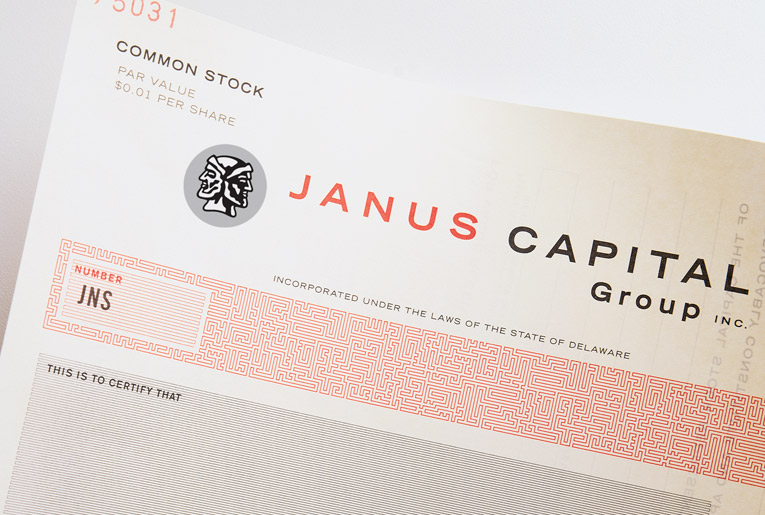 5031
COMMON STOCK
PAR VALUE
$0.01 PER SHARE
JANUS CAPITAL
Group INC.
NUMBER
JNS
INCORPORATED UNDER THE LAWS OF THE STATE OF DELAWARE
THIS IS TO CERTIFY THAT